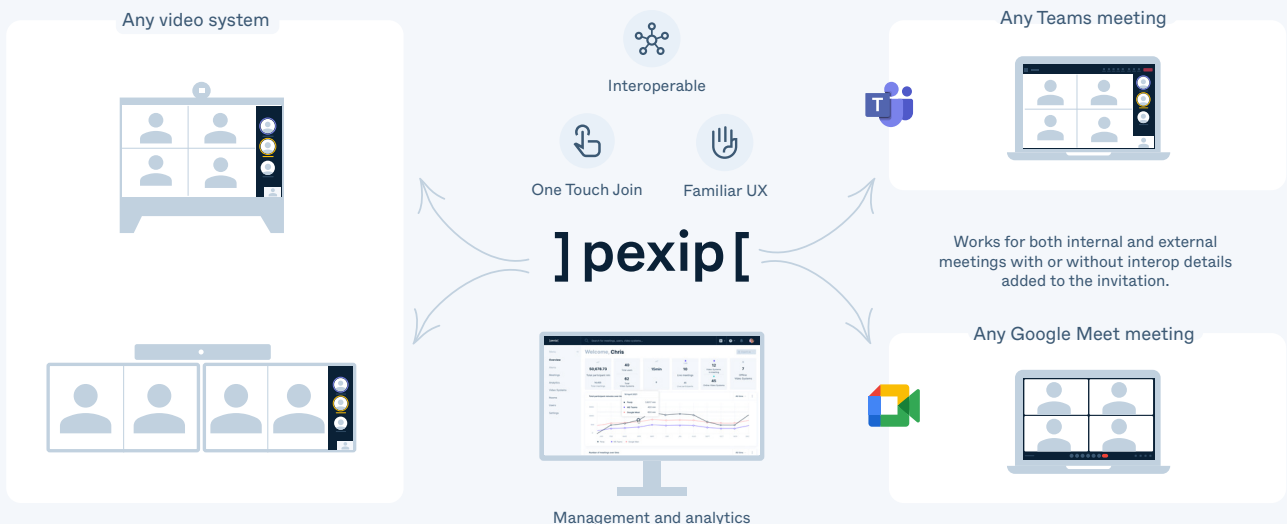 Any video system
Interoperable
One Touch Join
Familiar UX
] pexip [
Management and analytics
Any Teams meeting
T
Works for both internal and external
meetings with or without interop details
added to the invitation.
Any Google Meet meeting
Welcome, Chris